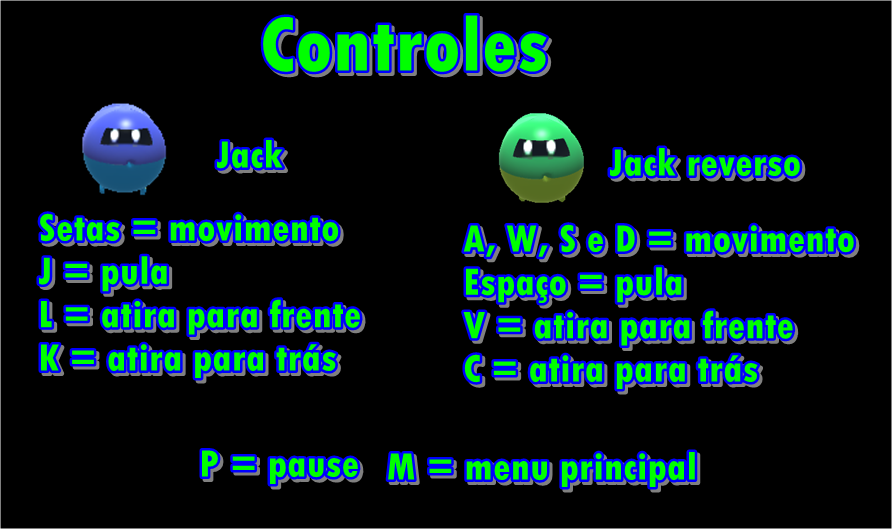 Controles
Jack
Setas = movimento
J = pula
L = atira para frente
K = atira para trás
Jack reverso
A, W, S e D = movimento
Espaço = pula
V = atira para frente
C = atira para trás
P = pause M = menu principal